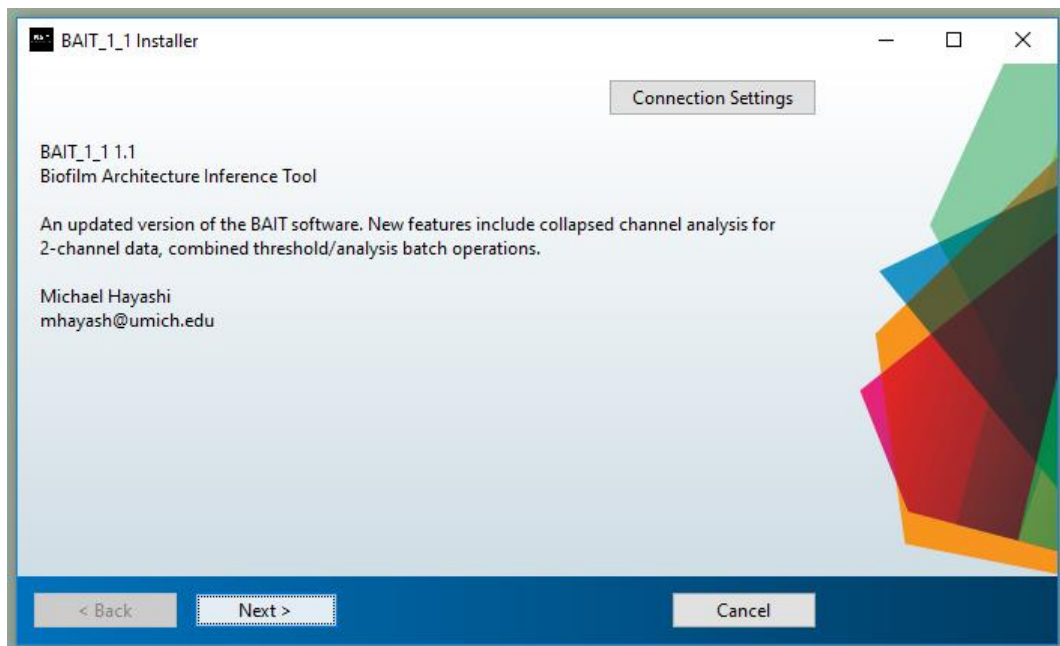 BAIT_1_1 Installer
Connection Settings
BAIT_1_1 1.1
Biofilm Architecture Inference Tool
An updated version of the BAIT software. New features include collapsed channel analysis for
2-channel data, combined threshold/analysis batch operations.
Michael Hayashi
mhayash@umich.edu
< Back
Next >
Cancel